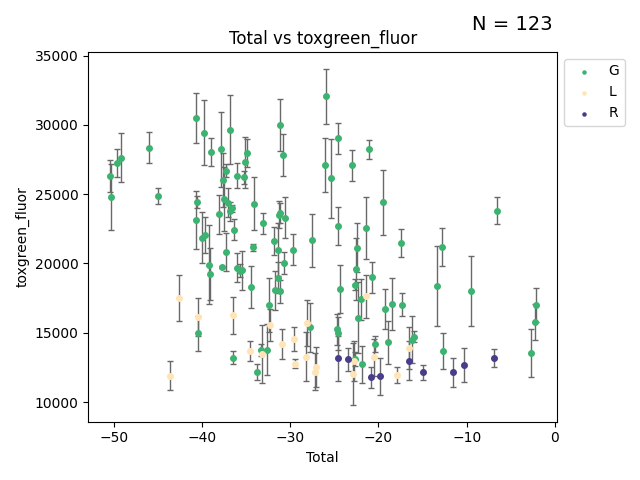 N = 123
Total vs toxgreen_fluor
35000
30000
25000
20000
15000
10000
toxgreen_fluor
−50
−40
−30
−20
−10
0
Total
G
L
R